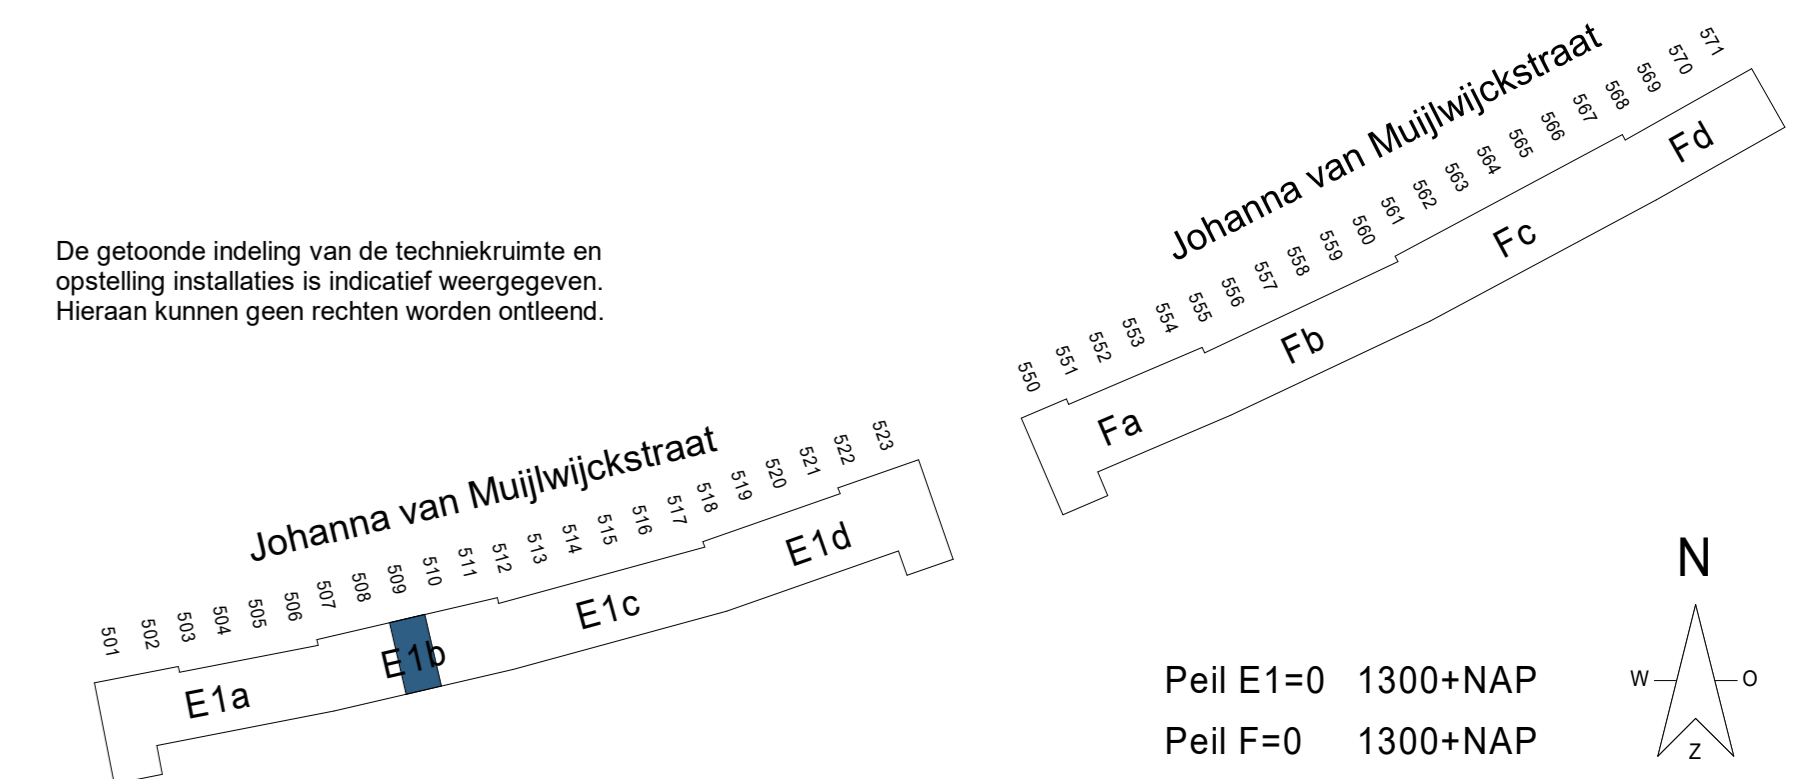 Johanna van Muijlwijckstraat
550
551
552
553
554
555
556
557
558
559
560
561
562
563
564
565
566
567
568
569
570
571
Fa
Fb
Fc
Fd
De getoonde indeling van de techniekruimte en
opstelling installaties is indicatief weergegeven.
Hieraan kunnen geen rechten worden ontleend.
Johanna van Muijlwijckstraat
501
502
503
504
505
506
507
508
509
510
511
512
513
514
515
516
517
518
519
520
521
522
523
E1a
E1b
E1c
E1d
Peil E1=0 1300+NAP
Peil F=0 1300+NAP
N
W O
Z